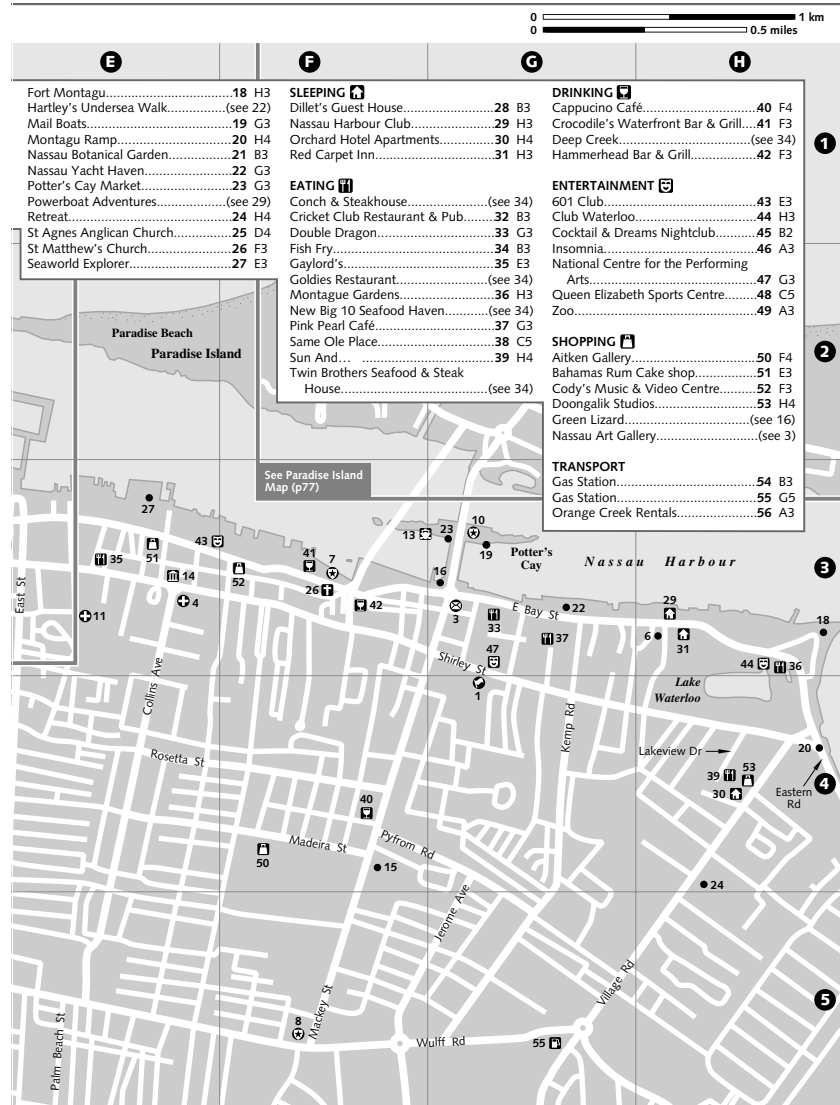 0 1 km
0 0.5 miles
E F G H
Fort Montagu..............................18 H3
Hartley's Undersea Walk............(see 22)
Mail Boats...................................19 G3
Montagu Ramp...........................20 H4
Nassau Botanical Garden............21 B3
Nassau Yacht Haven...................22 G3
Potter's Cay Market....................23 G3
Powerboat Adventures...............(see 29)
Retreat........................................24 H4
St Agnes Anglican Church...........25 D4
St Matthew's Church..................26 F3
Seaworld Explorer.......................27 E3
SLEEPING
Dillet's Guest House....................28 B3
Nassau Harbour Club..................29 H3
Orchard Hotel Apartments..........30 H4
Red Carpet Inn...........................31 H3
EATING
Conch & Steakhouse..................(see 34)
Cricket Club Restaurant & Pub.....32 B3
Double Dragon...........................33 G3
Fish Fry.......................................34 B3
Gaylord's....................................35 E3
Goldies Restaurant.....................(see 34)
Montague Gardens.....................36 H3
New Big 10 Seafood Haven........(see 34)
Pink Pearl Café...........................37 G3
Same Ole Place...........................38 C5
Sun And… ..............................39 H4
Twin Brothers Seafood & Steak
House....................................(see 34)
DRINKING
Cappucino Café..........................40 F4
Crocodile's Waterfront Bar & Grill....41 F3
Deep Creek................................(see 34)
Hammerhead Bar & Grill.............42 F3
ENTERTAINMENT
601 Club.....................................43 E3
Club Waterloo.............................44 H3
Cocktail & Dreams Nightclub.......45 B2
Insomnia.....................................46 A3
National Centre for the Performing
Arts........................................47 G3
Queen Elizabeth Sports Centre....48 C5
Zoo.............................................49 A3
SHOPPING
Aitken Gallery.............................50 F4
Bahamas Rum Cake shop............51 E3
Cody's Music & Video Centre......52 F3
Doongalik Studios.......................53 H4
Green Lizard...............................(see 16)
Nassau Art Gallery......................(see 3)
TRANSPORT
Gas Station.................................54 B3
Gas Station.................................55 G5
Orange Creek Rentals.................56 A3
1
2
Paradise Beach
Paradise Island
See Paradise Island
Map (p77)
27
43
51
35
14
52
4
11
41
7
26
42
13
23
10
19
16
3
33
47
1
37
22
29
6
31
44
36
18
Potter's
Cay
Nassau Harbour
3
East St
Collins Ave
E Bay St
Shirley St
Lake
Waterloo
Kemp Rd
Rosetta St
Lakeview Dr
20
Eastern
Rd
4
39
53
30
40
Madeira St
Pyfrom Rd
50
15
24
Jerome Ave
Village Rd
5
8
Mackey St
Wulff Rd
55
Palm Beach St